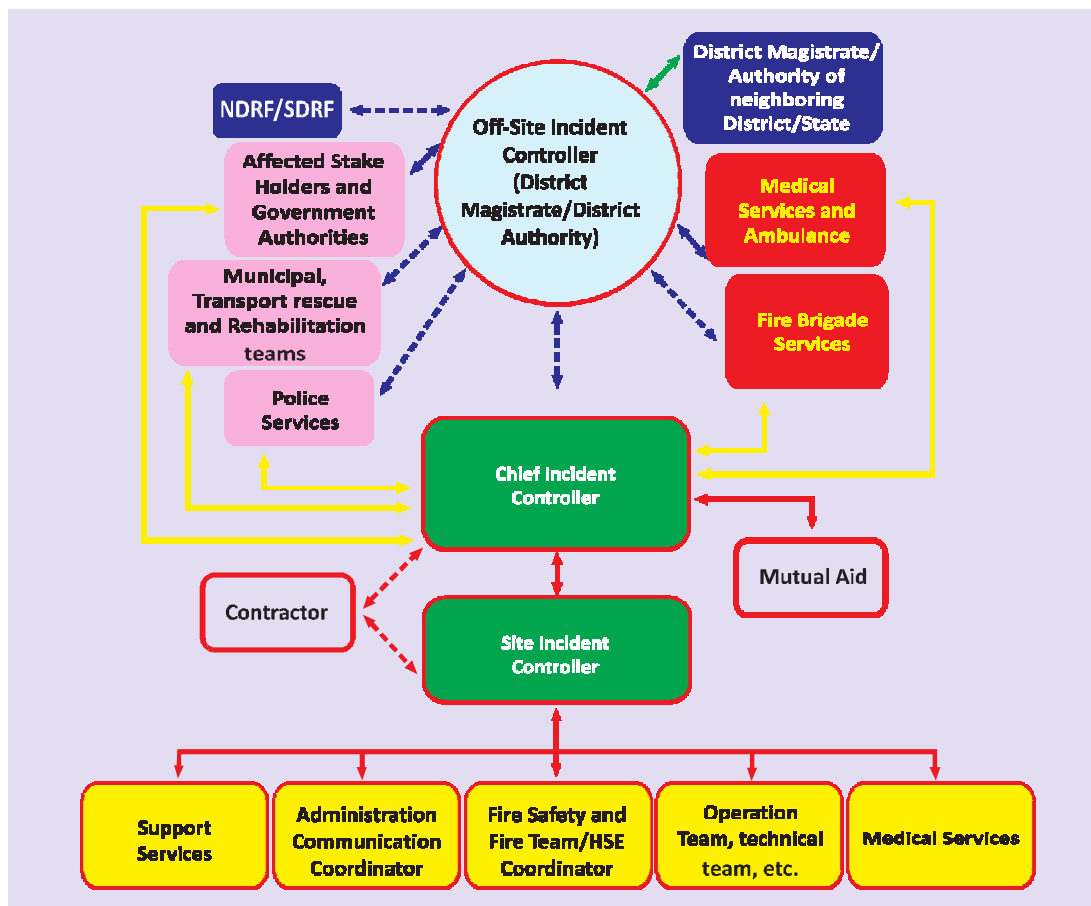 NDRF/SDRF
Off-Site Incident
Controller
(District
Magistrate/District
Authority)
District Magistrate/
Authority of
neighboring
District/State
Affected Stake
Holders and
Government
Authorities
Medical
Services and
Ambulance
Municipal,
Transport rescue
and Rehabilitation
teams
Fire Brigade
Services
Police
Services
Chief Incident
Controller
Contractor
Mutual Aid
Site Incident
Controller
Support
Services
Administration
Communication
Coordinator
Fire Safety and
Fire Team/HSE
Coordinator
Operation
Team, technical
team, etc.
Medical Services